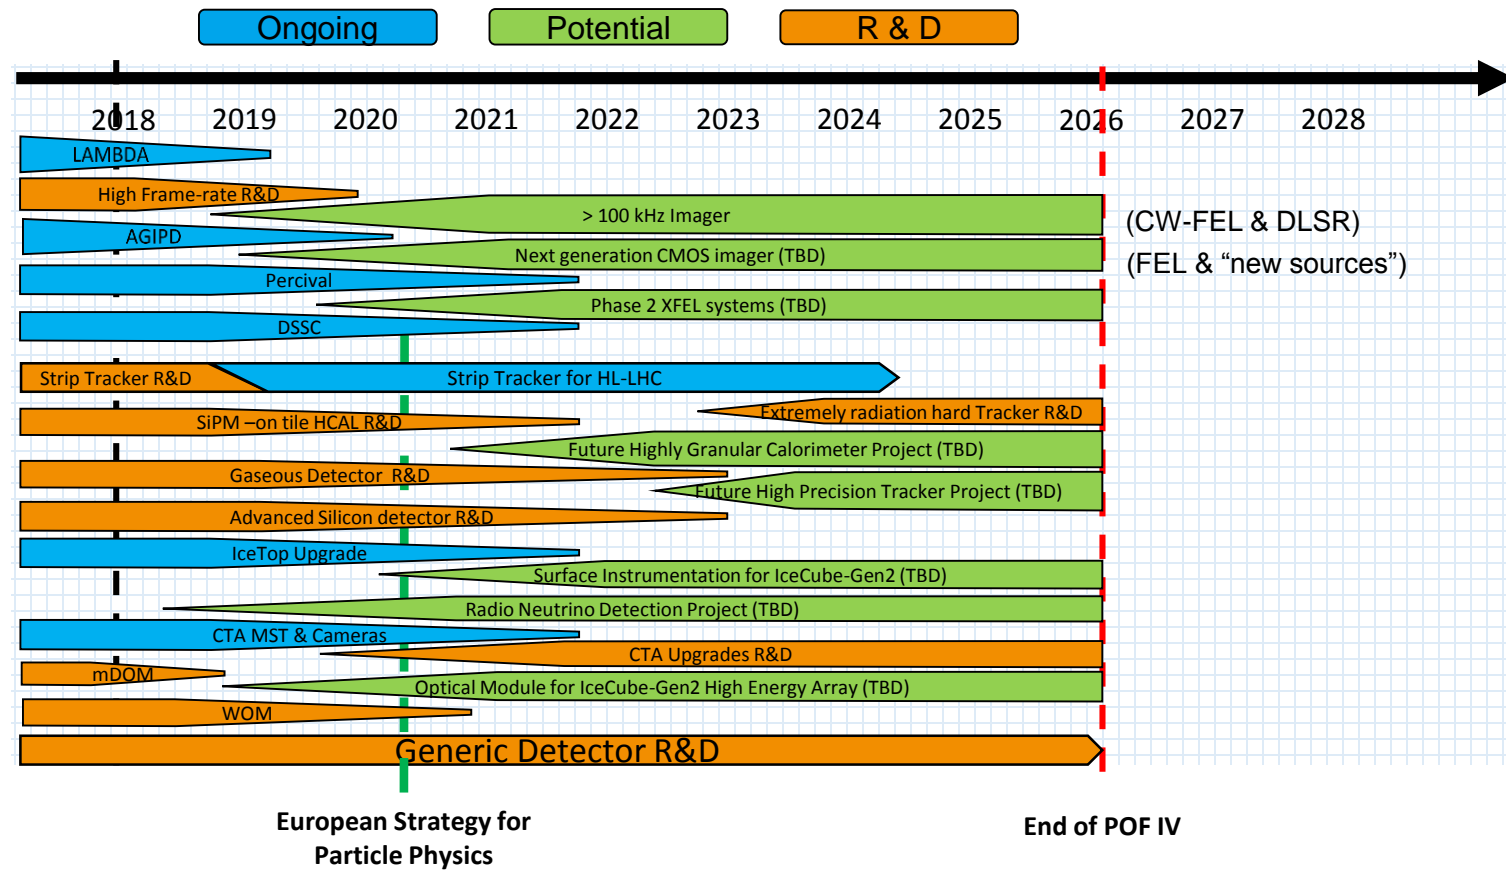 Ongoing
Potential
R & D
2018 2019 2020 2021 2022 2023 2024 2025 2026 2027 2028
LAMBDA
High Frame-rate R&D
> 100 kHz Imager
(CW-FEL & DLSR)
AGIPD
Next generation CMOS imager (TBD)
(FEL & “new sources”)
Percival
Phase 2 XFEL systems (TBD)
DSSC
Strip Tracker R&D
Strip Tracker for HL-LHC
Extremely radiation hard Tracker R&D
SiPM –on tile HCAL R&D
Future Highly Granular Calorimeter Project (TBD)
Gaseous Detector R&D
Future High Precision Tracker Project (TBD)
Advanced Silicon detector R&D
IceTop Upgrade
Surface Instrumentation for IceCube-Gen2 (TBD)
Radio Neutrino Detection Project (TBD)
CTA MST & Cameras
CTA Upgrades R&D
mDOM
Optical Module for IceCube-Gen2 High Energy Array (TBD)
WOM
Generic Detector R&D
European Strategy for
Particle Physics
End of POF IV